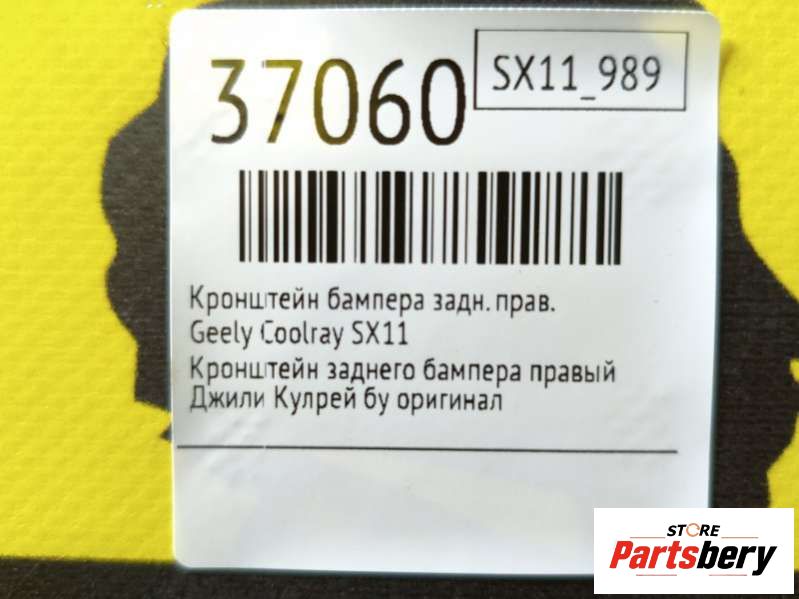 37060
SX11_989
Кронштейн бампера задн. прав.
Geely Coolray SX11
Кронштейн заднего бампера правый
Джили Кулрей бу оригинал
STORE
Partsbery